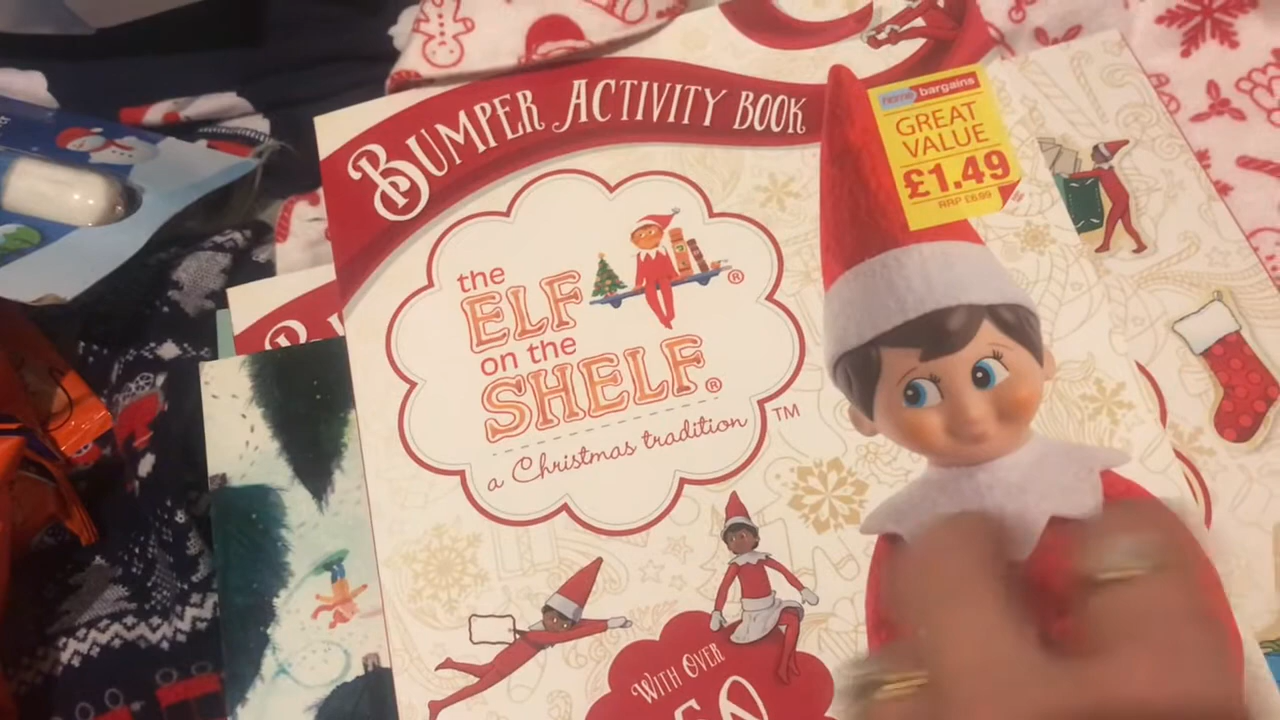 BUMPER ACTIVITY BOOK
home bargains
GREAT
VALUE
£1.49
RRP £6.99
the
ELF
on the
SHELF®
a Christmas tradition
TM
WITH OVER
50